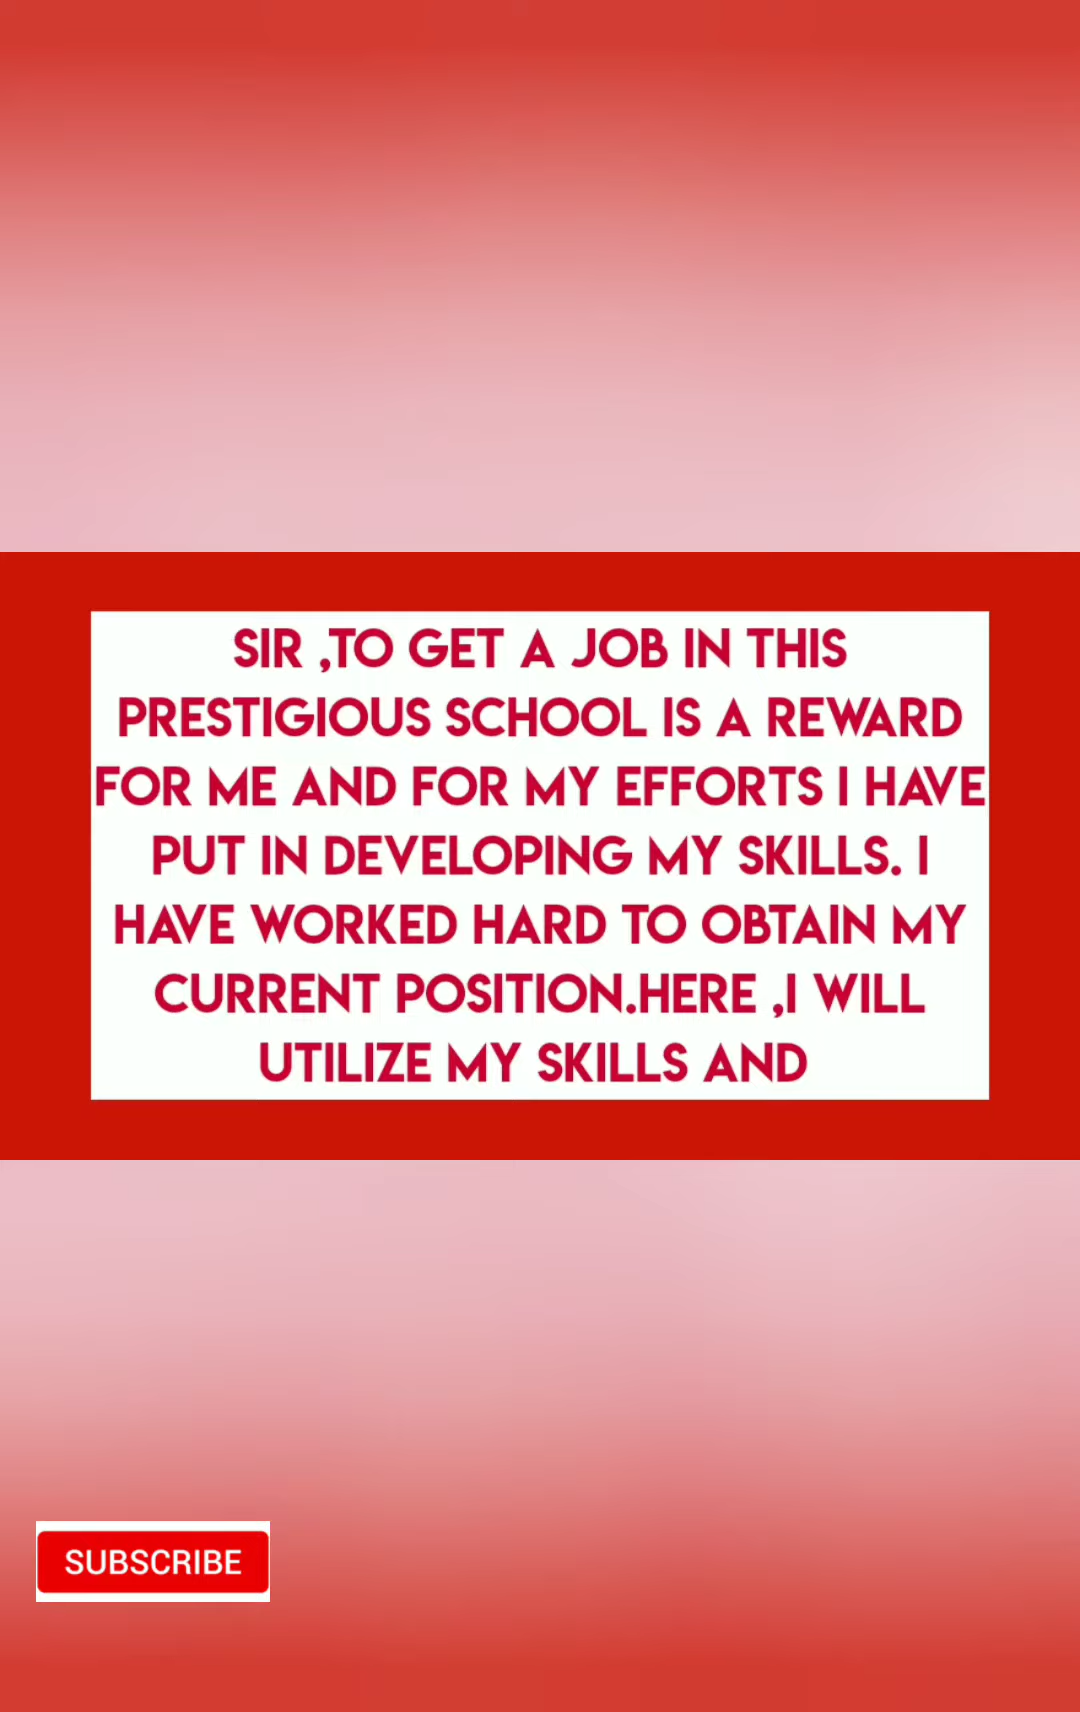 SIR ,TO GET A JOB IN THIS
PRESTIGIOUS SCHOOL IS A REWARD
FOR ME AND FOR MY EFFORTS I HAVE
PUT IN DEVELOPING MY SKILLS. I
HAVE WORKED HARD TO OBTAIN MY
CURRENT POSITION.HERE ,I WILL
UTILIZE MY SKILLS AND
SUBSCRIBE